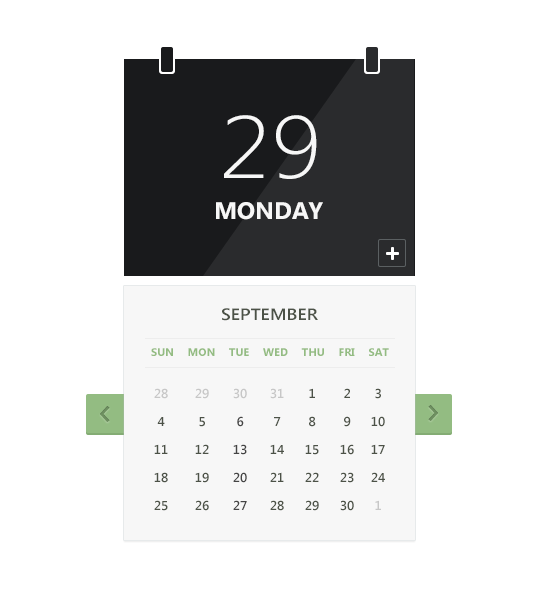 29
MONDAY
SEPTEMBER
SUN MON TUE WED THU FRI SAT
28 29 30 31 1 2 3
4 5 6 7 8 9 10
11 12 13 14 15 16 17
18 19 20 21 22 23 24
25 26 27 28 29 30 1